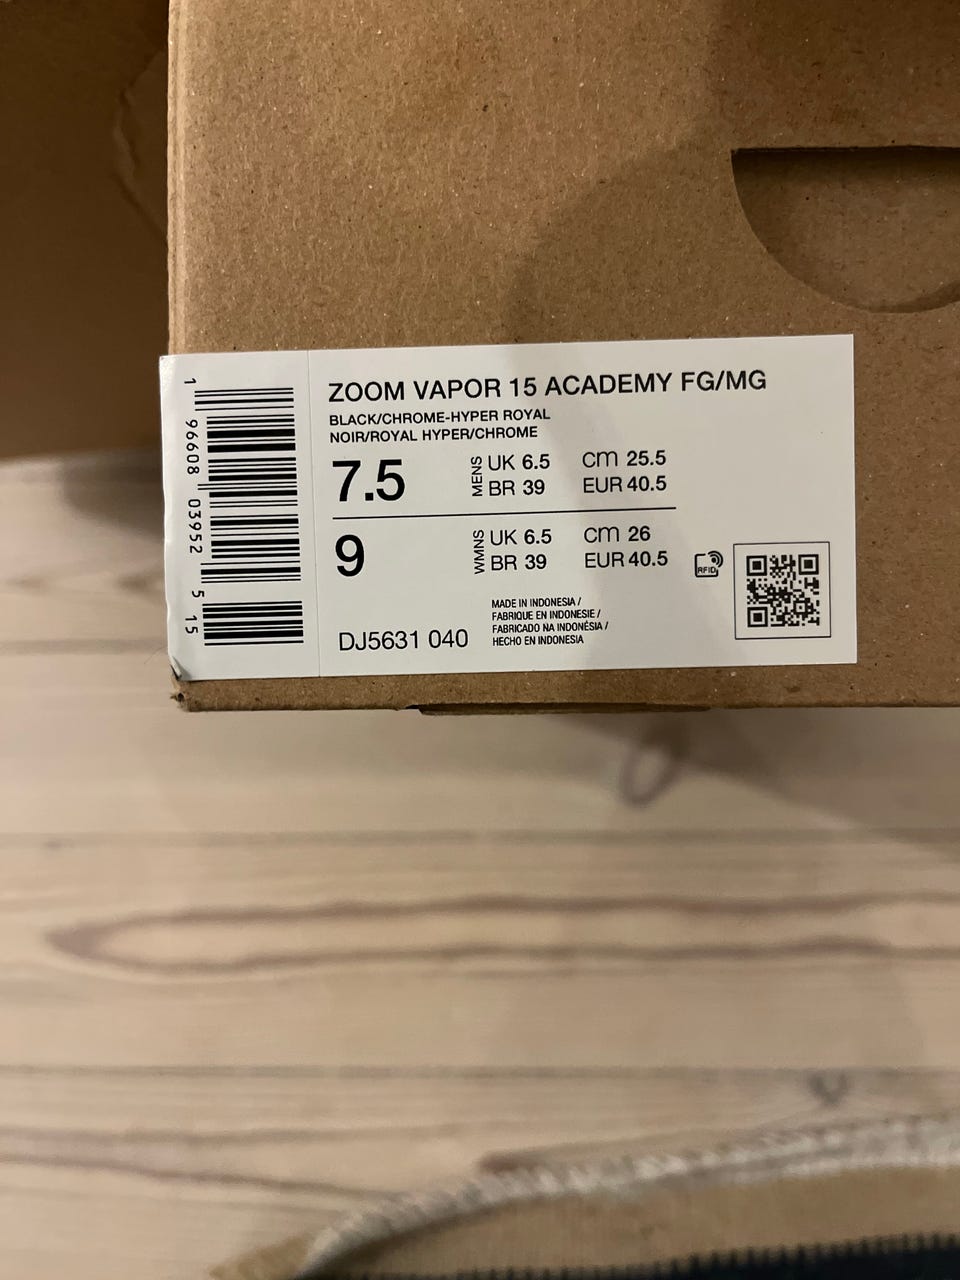 ZOOM VAPOR 15 ACADEMY FG/MG
BLACK/CHROME-HYPER ROYAL
NOIR/ROYAL HYPER/CHROME
7.5 MENS UK 6.5 cm 25.5
BR 39 EUR 40.5
9 WMNS UK 6.5 cm 26
BR 39 EUR 40.5
RFID
DJ5631 040
MADE IN INDONESIA /
FABRIQUE EN INDONESIE /
FABRICADO NA INDONÉSIA /
HECHO EN INDONESIA
1 96608 03952 5 15